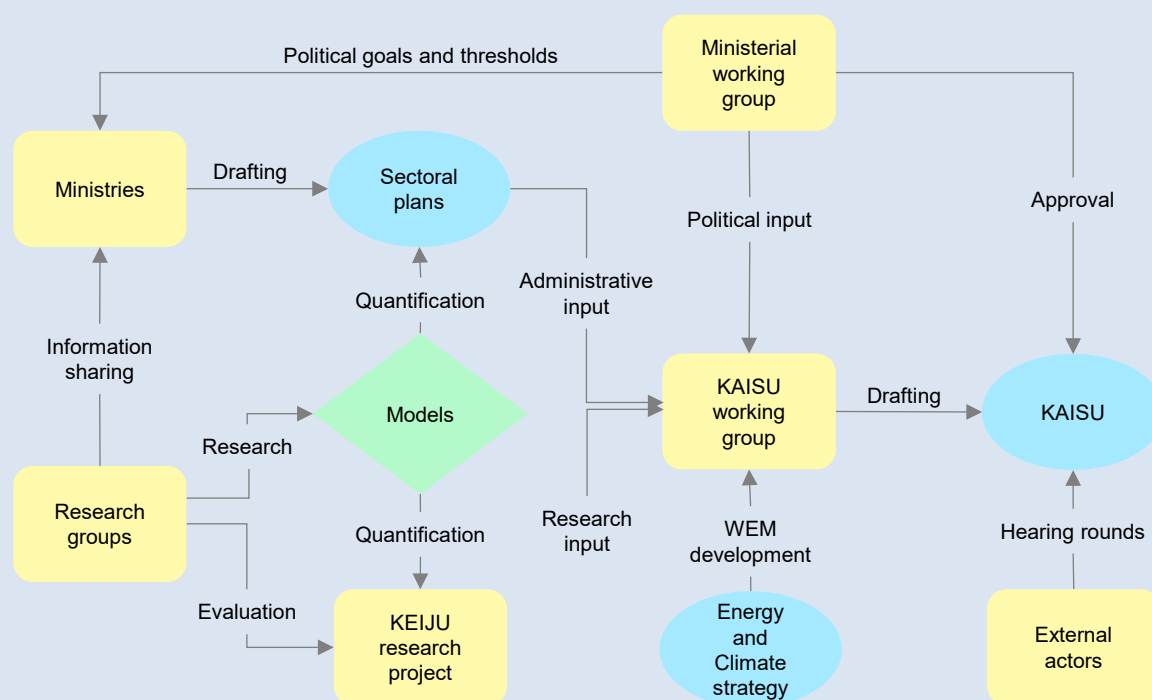 Political goals and thresholds
Ministerial
working
group
Ministries
Drafting
Sectoral
plans
Political input
Approval
Administrative
input
Quantification
Information
sharing
Models
KAISU
working
group
Drafting
KAISU
Research
Research
groups
Research
input
WEM
development
Hearing rounds
Quantification
Evaluation
KEIJU
research
project
Energy
and
Climate
strategy
External
actors